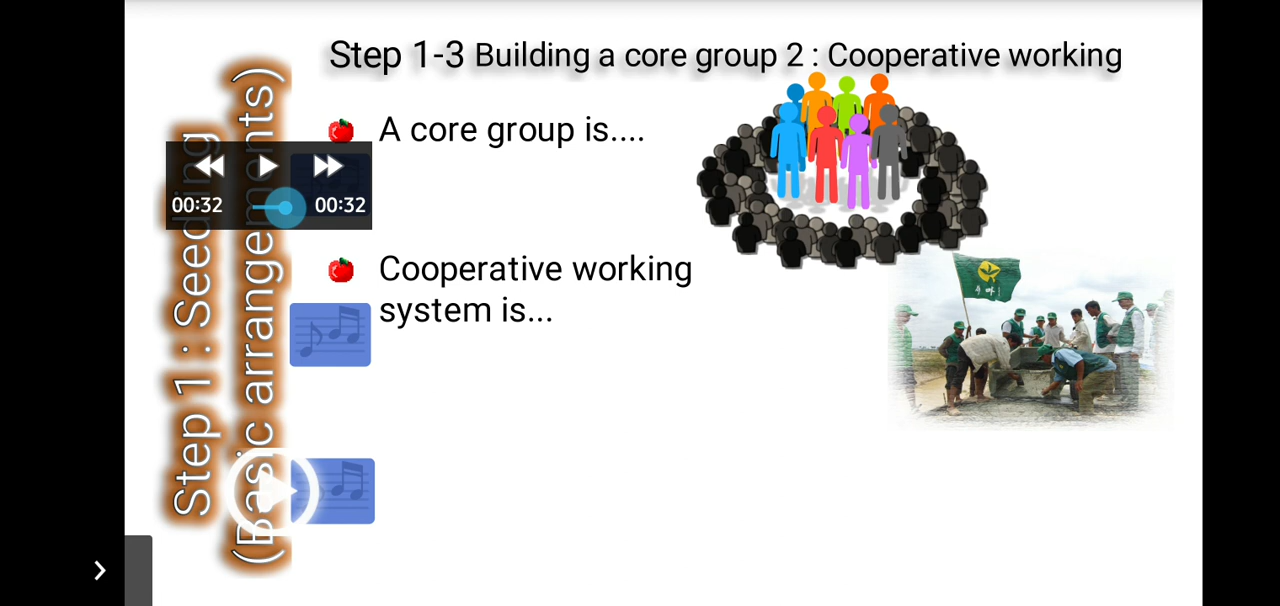 Step 1-3 Building a core group 2 : Cooperative working
Step 1 : Seeding
(Basic arrangements)
A core group is....
00:32
00:32
Cooperative working
system is...